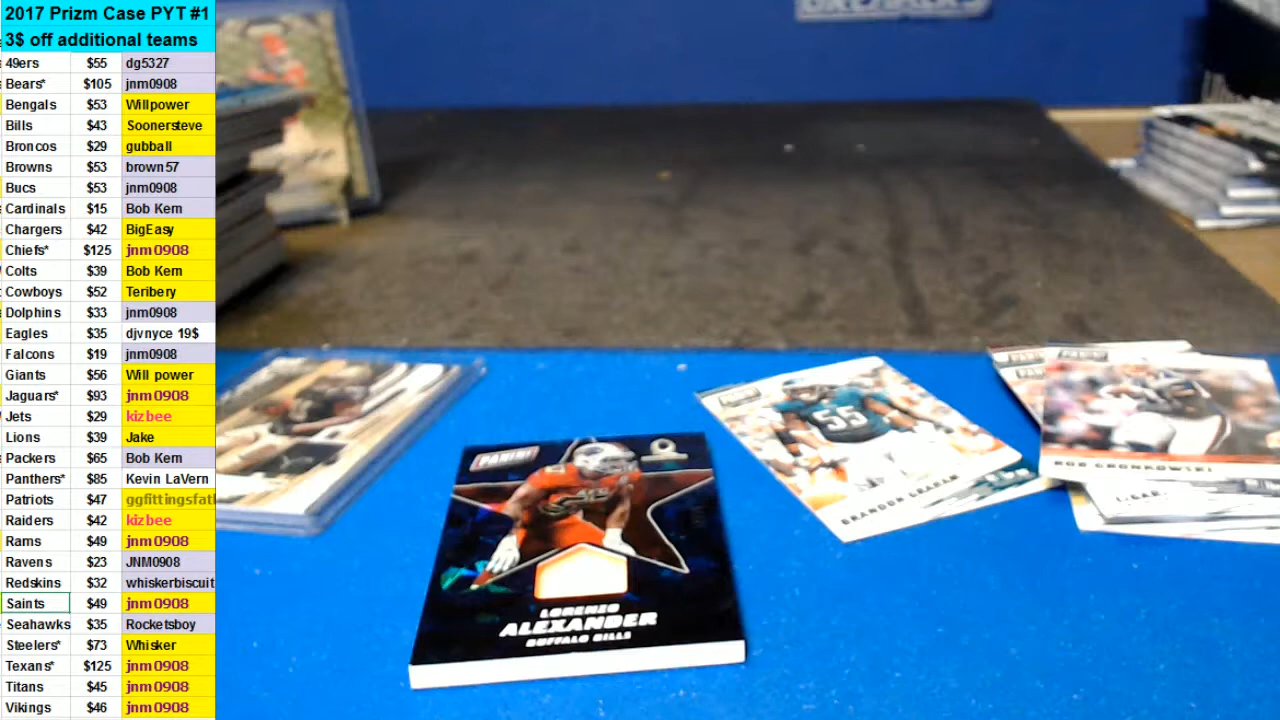 2017 Prizm Case PYT #1
3$ off additional teams
49ers $55 dg5327
Bears* $105 jnm0908
Bengals $53 Willpower
Bills $43 Soonersteve
Broncos $29 gubball
Browns $53 brown57
Bucs $53 jnm0908
Cardinals $15 Bob Kern
Chargers $42 BigEasy
Chiefs* $125 jnm0908
Colts $39 Bob Kern
Cowboys $52 Teribery
Dolphins $33 jnm0908
Eagles $35 djvnyce 19$
Falcons $19 jnm0908
Giants $56 Will power
Jaguars* $93 jnm0908
Jets $29 kizbee
Lions $39 Jake
Packers $65 Bob Kern
Panthers* $85 Kevin LaVern
Patriots $47 ggfittingsfat
Raiders $42 kizbee
Rams $49 jnm0908
Ravens $23 JNM0908
Redskins $32 whiskerbiscuit
Saints $49 jnm0908
Seahawks $35 Rocketsboy
Steelers* $73 Whisker
Texans* $125 jnm0908
Titans $45 jnm0908
Vikings $46 jnm0908
PANINI
LORENZO
ALEXANDER
BUFFALO BILLS
PANINI
55
BRANDON GRAHAM
PANINI
ROB GRONKOWSKI